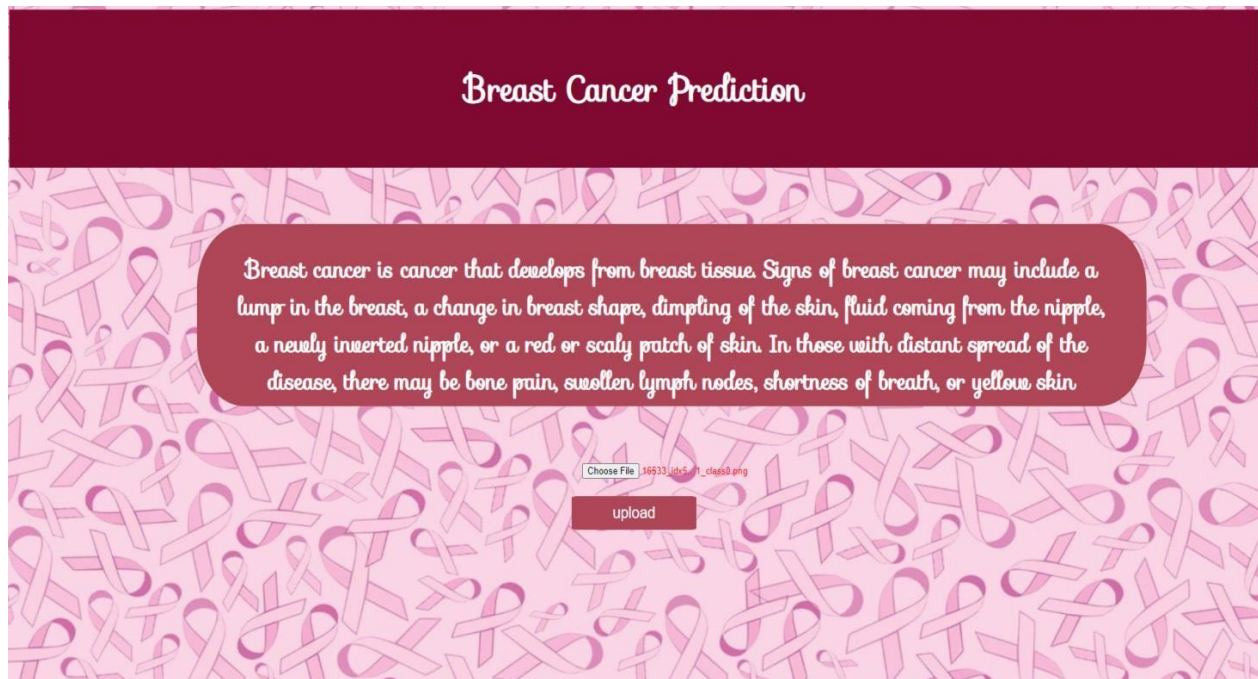 Breast Cancer Prediction
Breast cancer is cancer that develops from breast tissue. Signs of breast cancer may include a
lump in the breast, a change in breast shape, dimpling of the skin, fluid coming from the nipple,
a newly inverted nipple, or a red or scaly patch of skin. In those with distant spread of the
disease, there may be bone pain, swollen lymph nodes, shortness of breath, or yellow skin
Choose File 16533_idx5...1_class0.png
upload